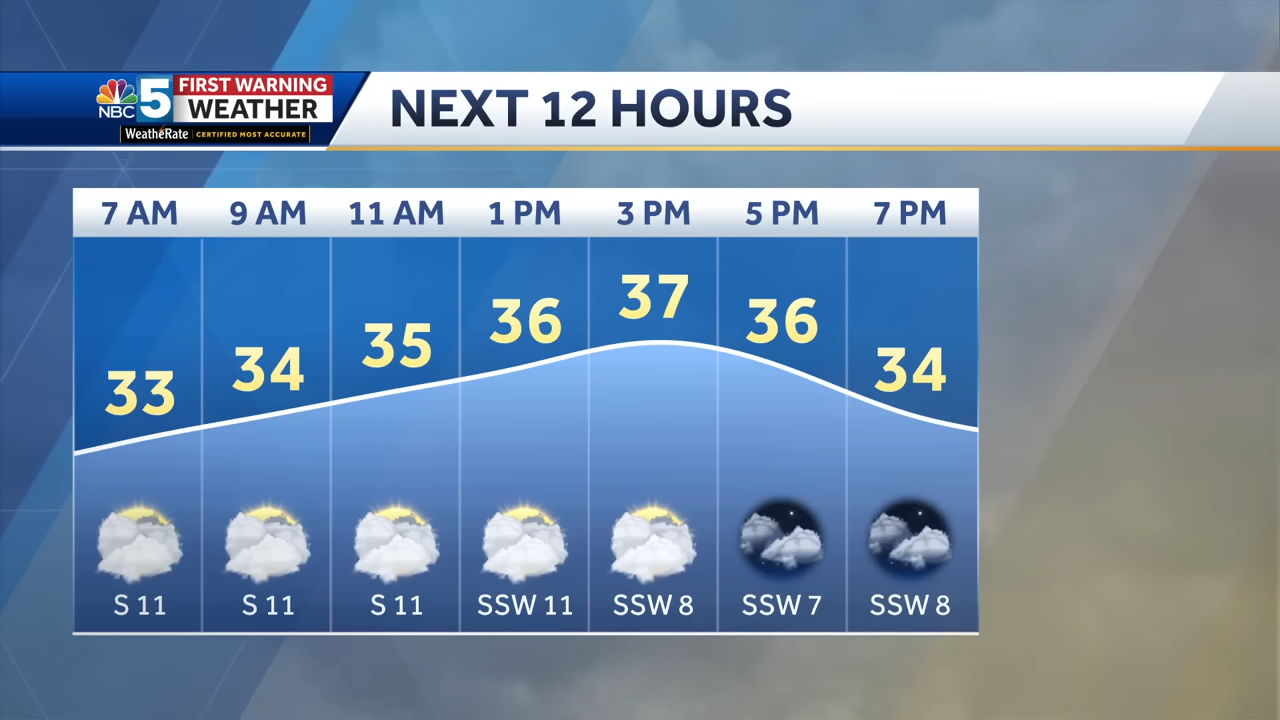 NBC 5 FIRST WARNING
WEATHER
WeatheRate CERTIFIED MOST ACCURATE
NEXT 12 HOURS
7 AM 9 AM 11 AM 1 PM 3 PM 5 PM 7 PM
33 34 35 36 37 36 34
S 11 S 11 S 11 SSW 11 SSW 8 SSW 7 SSW 8